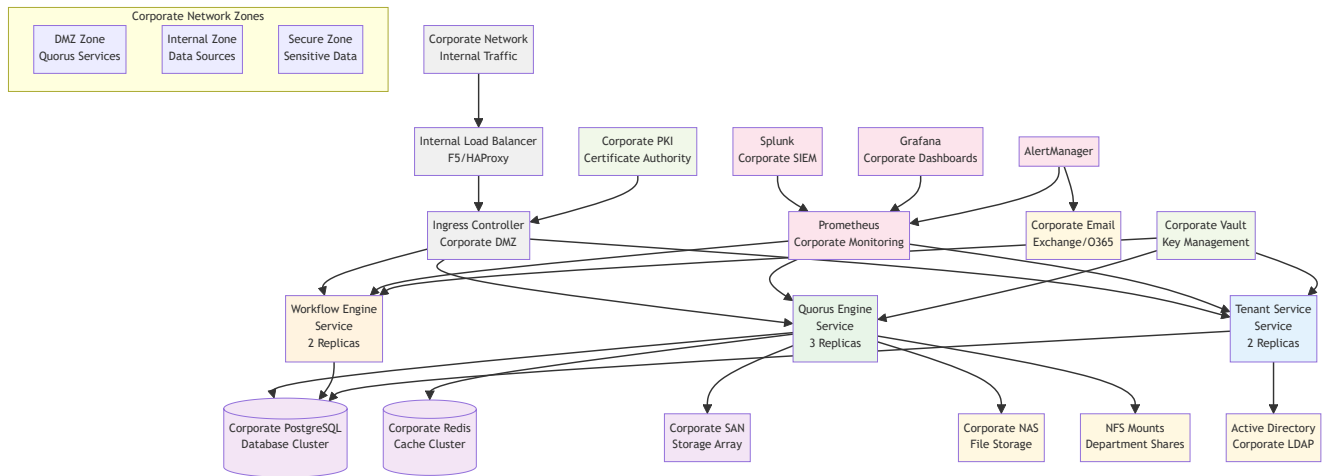 Corporate Network Zones
DMZ Zone
Quorus Services
Internal Zone
Data Sources
Secure Zone
Sensitive Data
Corporate Network
Internal Traffic
Internal Load Balancer
F5/HAProxy
Corporate PKI
Certificate Authority
Splunk
Corporate SIEM
Grafana
Corporate Dashboards
AlertManager
Ingress Controller
Corporate DMZ
Prometheus
Corporate Monitoring
Corporate Email
Exchange/O365
Corporate Vault
Key Management
Workflow Engine
Service
2 Replicas
Quorus Engine
Service
3 Replicas
Tenant Service
Service
2 Replicas
Corporate PostgreSQL
Database Cluster
Corporate Redis
Cache Cluster
Corporate SAN
Storage Array
Corporate NAS
File Storage
NFS Mounts
Department Shares
Active Directory
Corporate LDAP